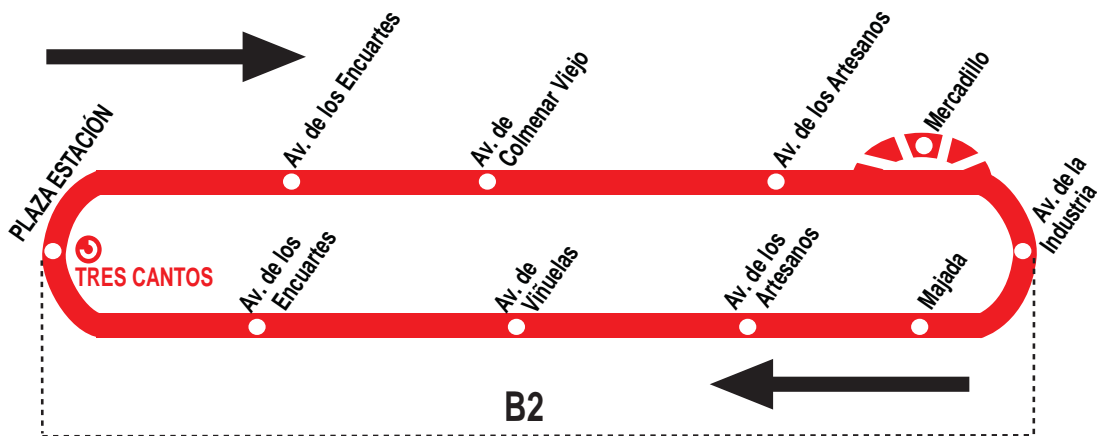 PLAZA ESTACIÓN
Av. de los Encuartes
Av. de
Colmenar Viejo
Av. de los Artesanos
Mercadillo
Av. de la
Industria
TRES CANTOS
Av. de los
Encuartes
Av. de
Viñuelas
Av. de los
Artesanos
Majada
B2